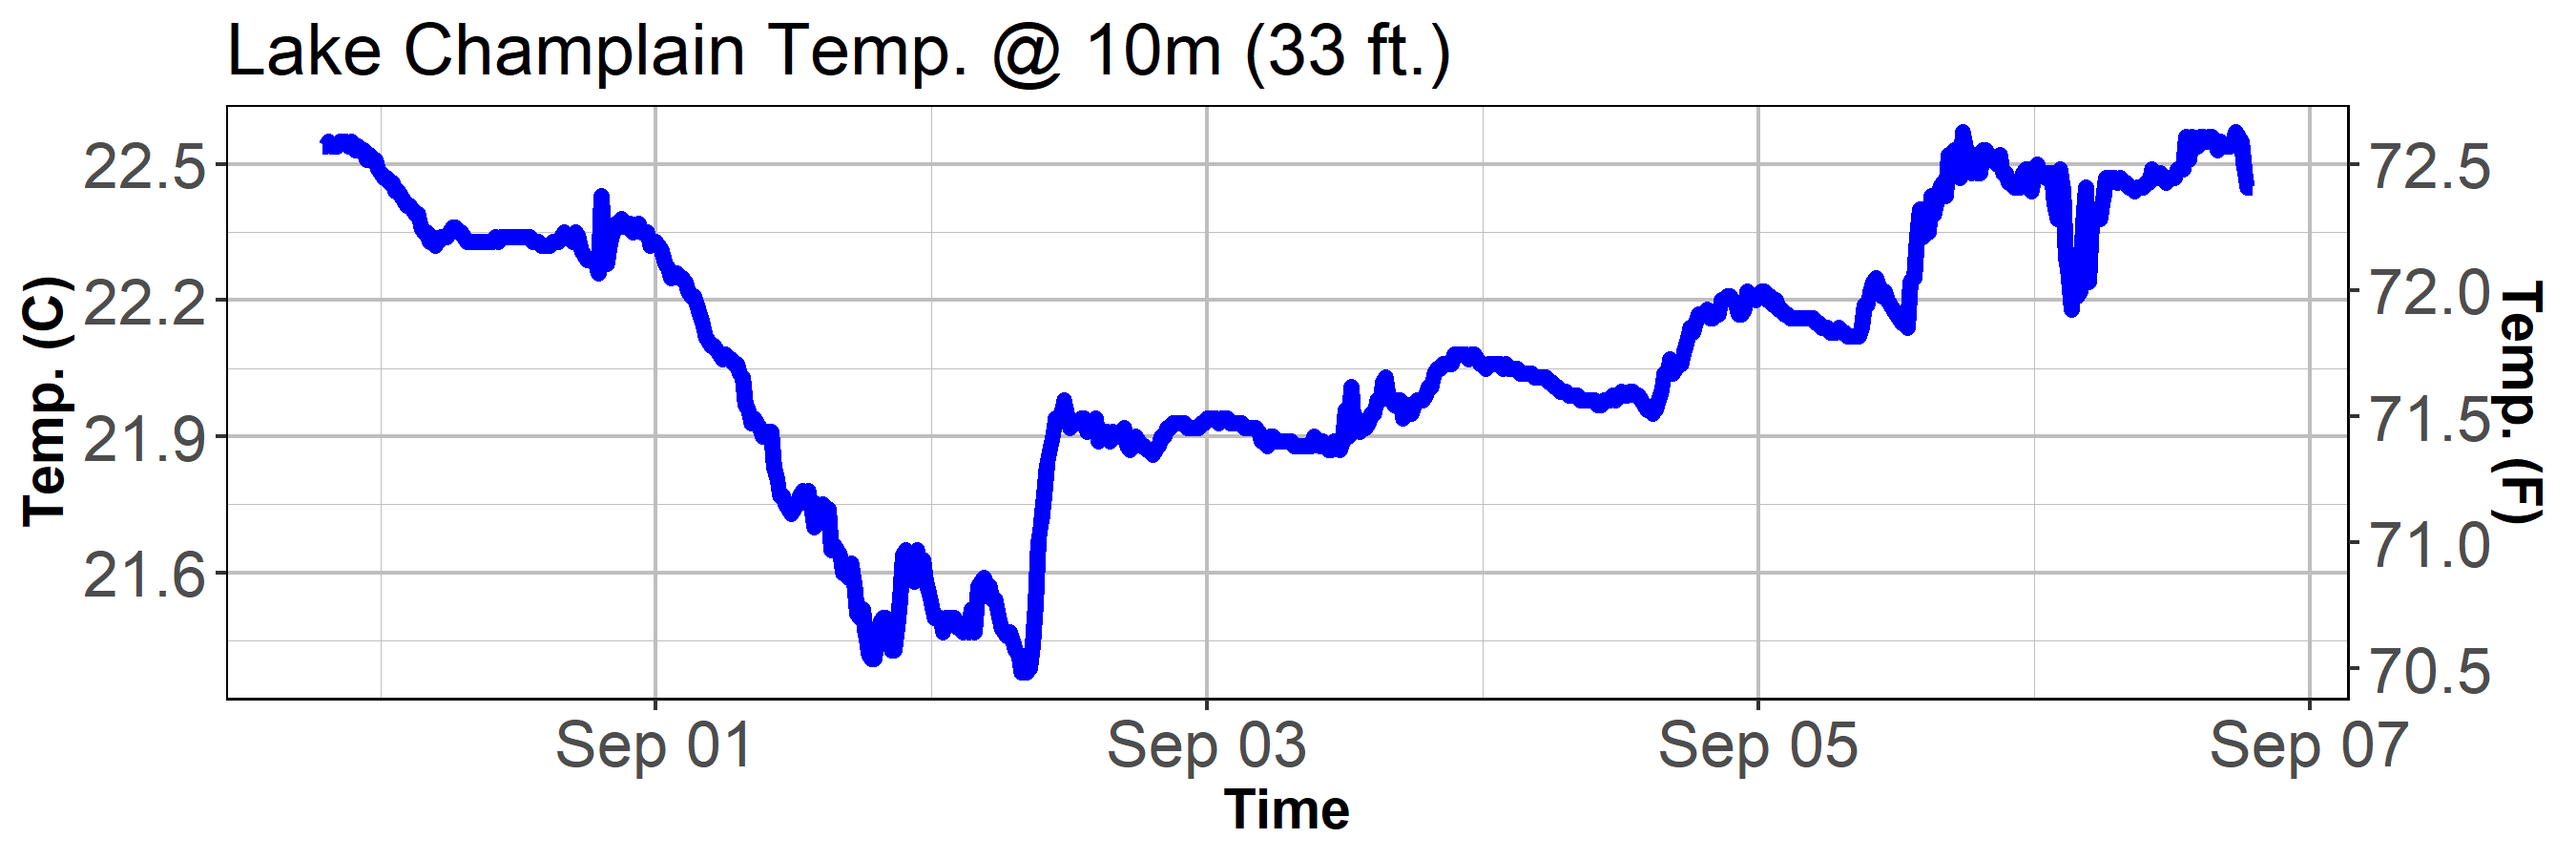 Lake Champlain Temp. @ 10m (33 ft.)
Temp. (C)
22.5
22.2
21.9
21.6
72.5
72.0
71.5
71.0
70.5
Temp. (F)
Sep 01
Sep 03
Sep 05
Sep 07
Time